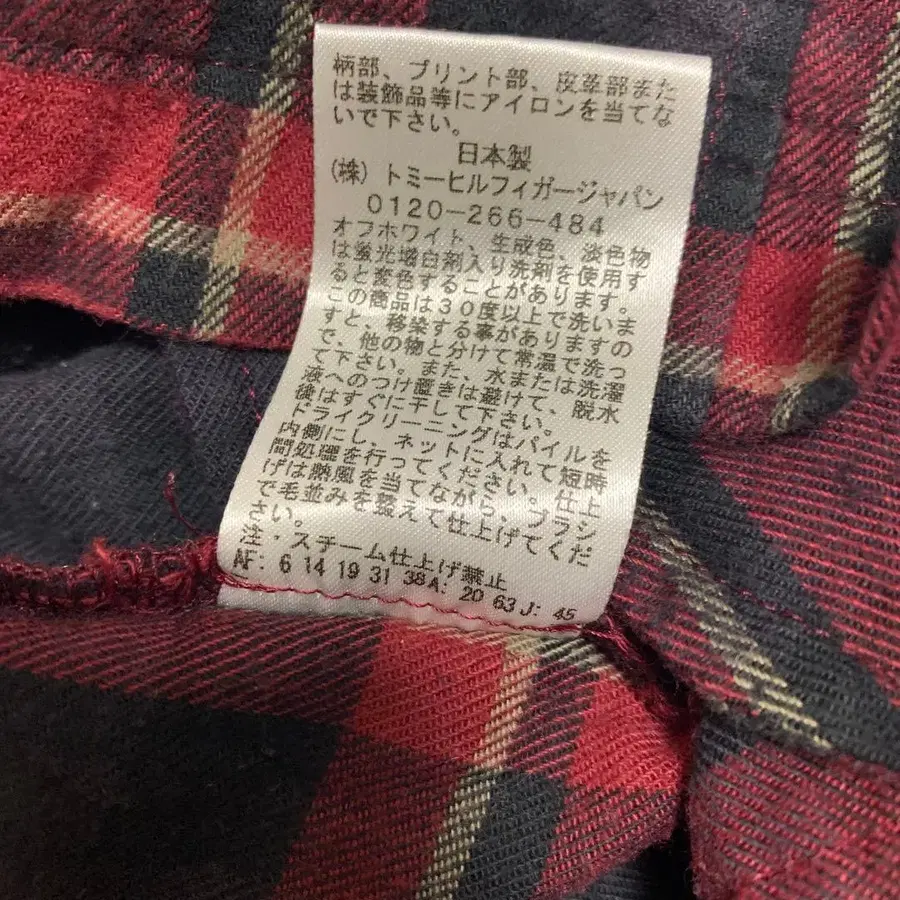 柄部、プリント部、皮革部また
は装飾品等にアイロンを当てな
いで下さい。
日本製
(株) トミーヒルフィガージャパン
0120-266-484
オフホワイト、生成色、淡色物
は蛍光増白剤入り洗剤を使用す
ると変色することがあります。
この商品は30度以上で洗いま
すと、移染する事がありますの
で、他の物と分けて常温で洗っ
て下さい。また、水または洗濯
液へのつけ置きは避けて、脱水
後はすぐに干して下さい。
ドライクリーニングはパイルを
内側にし、ネットに入れて短時
間処理を行ってください。仕上
げは熱風を当てながら、ブラシ
で毛並みを整えて仕上げてくだ
さい。
注・スチーム仕上げ禁止
AF: 6 14 19 31 38A: 20 63 J: 45